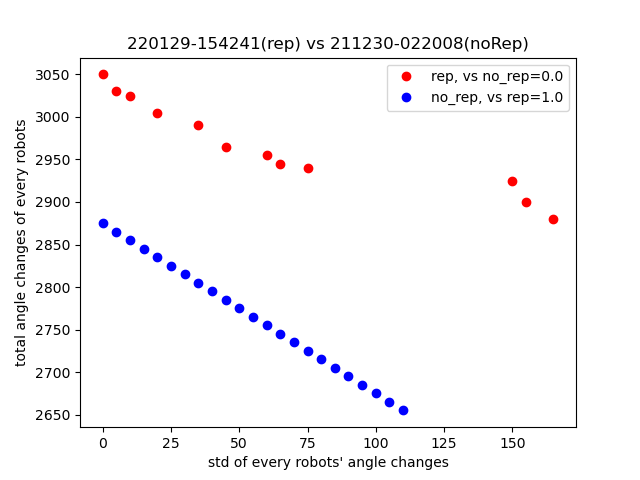 220129-154241(rep) vs 211230-022008(noRep)
rep, vs no_rep=0.0
no_rep, vs rep=1.0
total angle changes of every robots
3050
3000
2950
2900
2850
2800
2750
2700
2650
0 25 50 75 100 125 150
std of every robots' angle changes